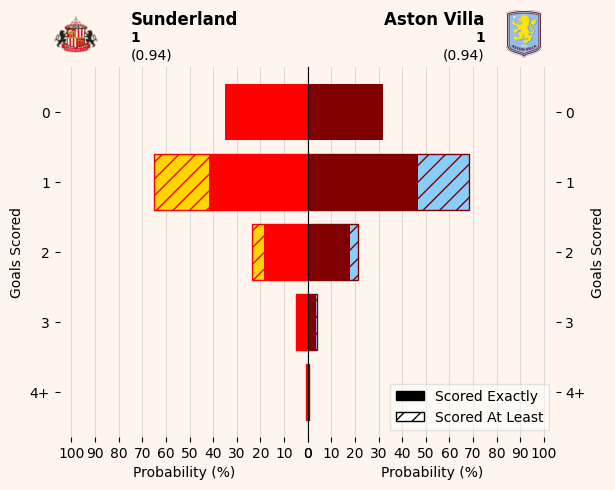 Sunderland
1
(0.94)
Aston Villa
1
(0.94)
ASTON VILLA
Goals Scored
0
1
2
3
4+
0
1
2
3
4+
Goals Scored
Scored Exactly
Scored At Least
100 90 80 70 60 50 40 30 20 10 0
0 10 20 30 40 50 60 70 80 90 100
Probability (%)
Probability (%)